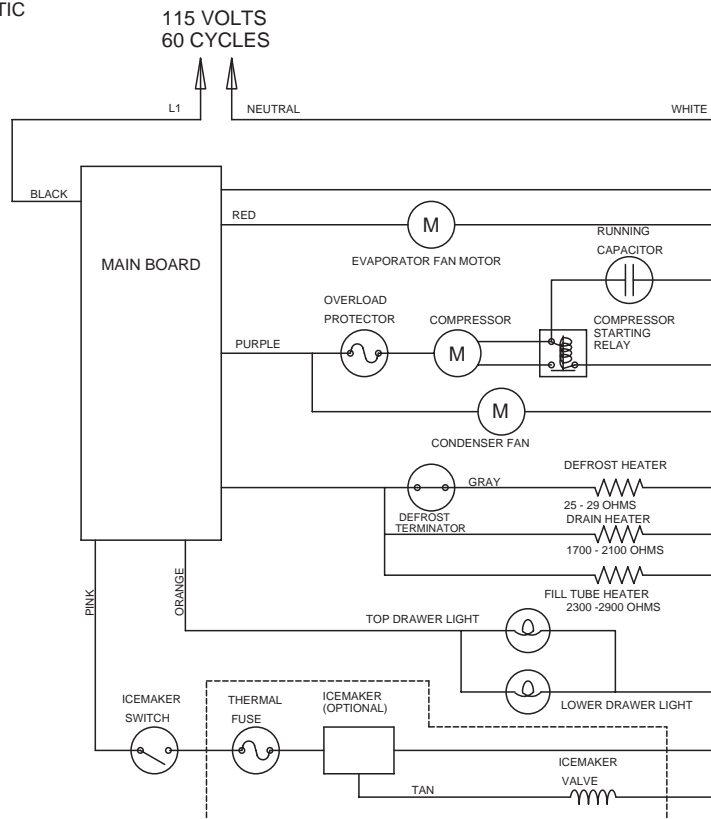 TIC
115 VOLTS
60 CYCLES
L1
NEUTRAL
WHITE
BLACK
MAIN BOARD
RED
M
EVAPORATOR FAN MOTOR
RUNNING
CAPACITOR
OVERLOAD
PROTECTOR
COMPRESSOR
COMPRESSOR
STARTING
RELAY
PURPLE
M
M
CONDENSER FAN
DEFROST HEATER
GRAY
25 - 29 OHMS
DEFROST
TERMINATOR
DRAIN HEATER
1700 - 2100 OHMS
FILL TUBE HEATER
2300 -2900 OHMS
PINK
ORANGE
TOP DRAWER LIGHT
LOWER DRAWER LIGHT
ICEMAKER
SWITCH
THERMAL
FUSE
ICEMAKER
(OPTIONAL)
ICEMAKER
VALVE
TAN